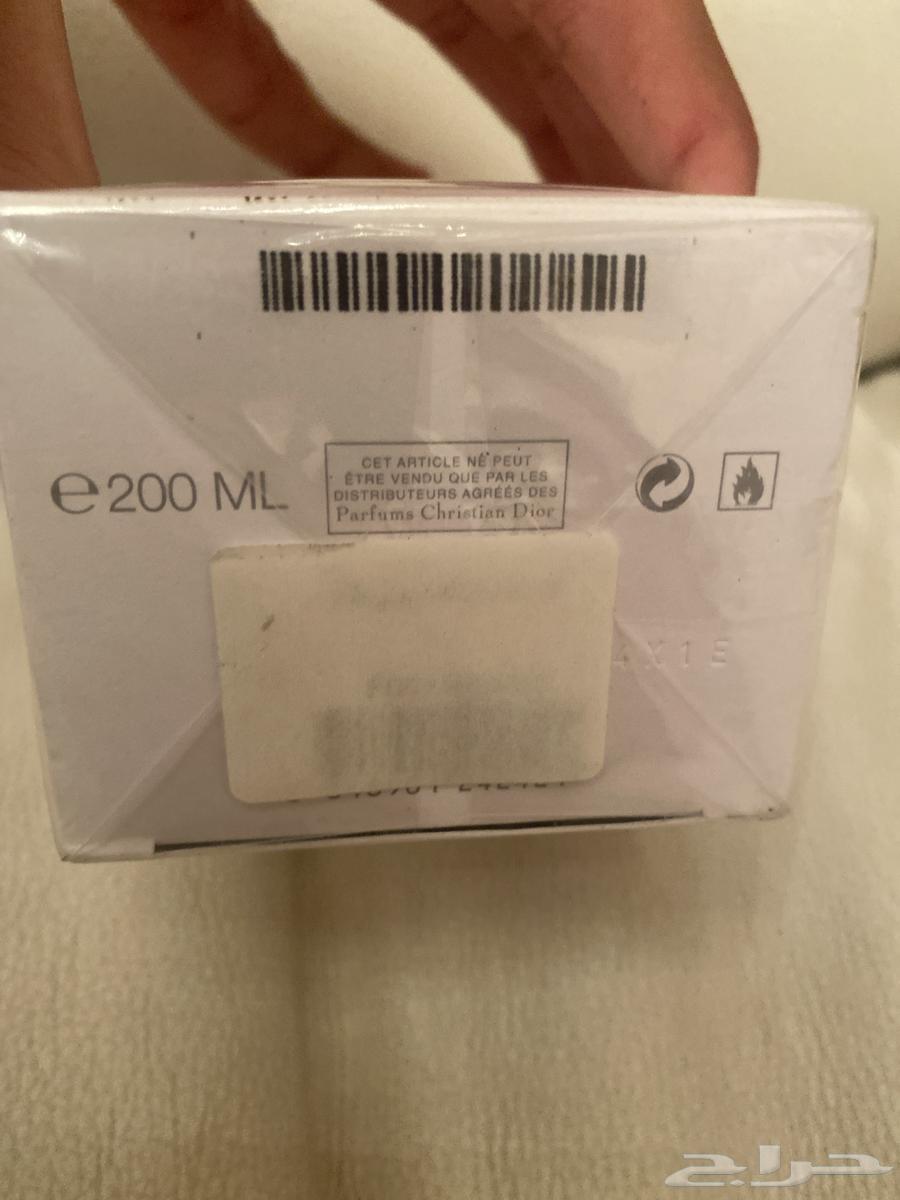 CET ARTICLE NE PEUT
ÊTRE VENDU QUE PAR LES
DISTRIBUTEURS AGRÉÉS DES
Parfums Christian Dior
e 200 ML
4X1E
حراج